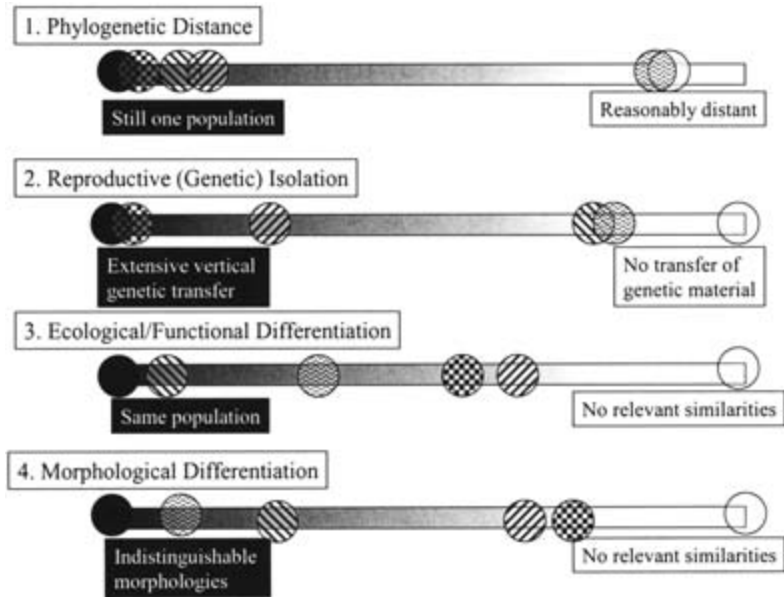 1. Phylogenetic Distance
Still one population
Reasonably distant
2. Reproductive (Genetic) Isolation
Extensive vertical
genetic transfer
No transfer of
genetic material
3. Ecological/Functional Differentiation
Same population
No relevant similarities
4. Morphological Differentiation
Indistinguishable
morphologies
No relevant similarities